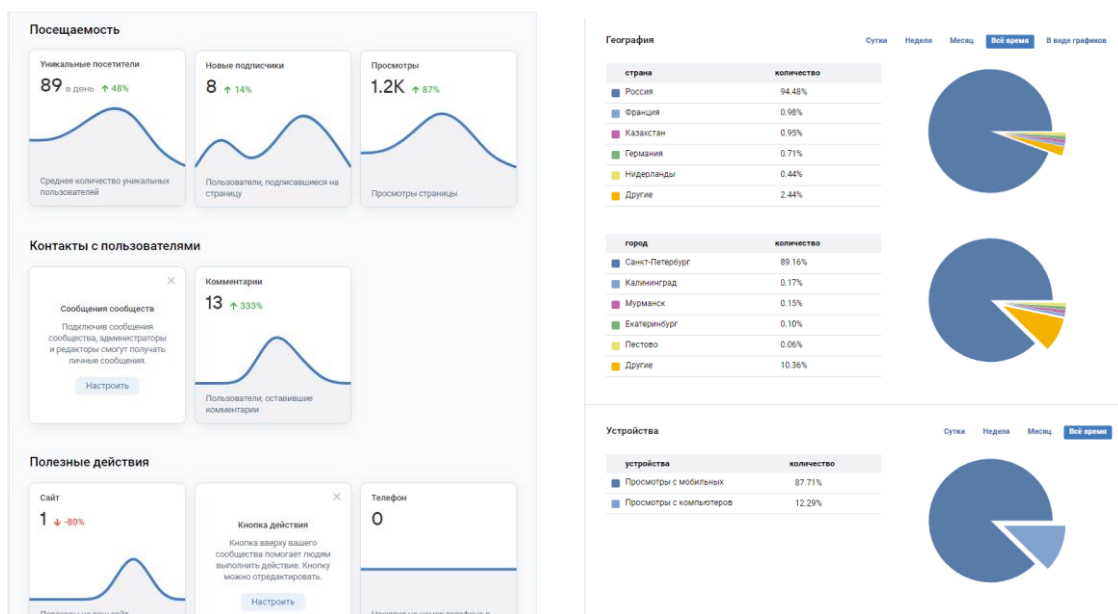 Посещаемость
Уникальные посетители
89 в день ↑ 48%
Среднее количество уникальных
пользователей
Новые подписчики
8 ↑ 14%
Пользователи, подписавшиеся на
страницу
Просмотры
1.2K ↑ 87%
Просмотры страницы
Контакты с пользователями
Сообщения сообществ
Подключив сообщения
сообщества, администраторы
и редакторы смогут получать
личные сообщения.
Настроить
Комментарии
13 ↑ 333%
Пользователи, оставившие
комментарии
Полезные действия
Сайт
1 ↓ -80%
Кнопка действия
Кнопка вверху вашего
сообщества помогает людям
выполнить действие. Кнопку
можно отредактировать.
Настроить
Телефон
0
География
Сутки Неделя Месяц Всё время В виде графиков
страна количество
Россия 94.48%
Франция 0.98%
Казахстан 0.95%
Германия 0.71%
Нидерланды 0.44%
Другие 2.44%
город количество
Санкт-Петербург 89.16%
Калининград 0.17%
Мурманск 0.15%
Екатеринбург 0.10%
Пестово 0.06%
Другие 10.36%
Устройства
Сутки Неделя Месяц Всё время
устройства количество
Просмотры с мобильных 87.71%
Просмотры с компьютеров 12.29%